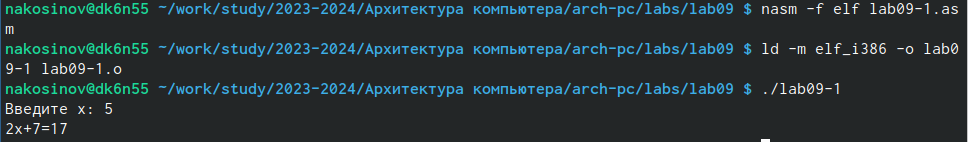 nakosinov@dk6n55 ~/work/study/2023-2024/Архитектура компьютера/arch-pc/labs/lab09 $ nasm -f elf lab09-1.as
m
nakosinov@dk6n55 ~/work/study/2023-2024/Архитектура компьютера/arch-pc/labs/lab09 $ ld -m elf_i386 -o lab0
9-1 lab09-1.o
nakosinov@dk6n55 ~/work/study/2023-2024/Архитектура компьютера/arch-pc/labs/lab09 $ ./lab09-1
Введите x: 5
2x+7=17